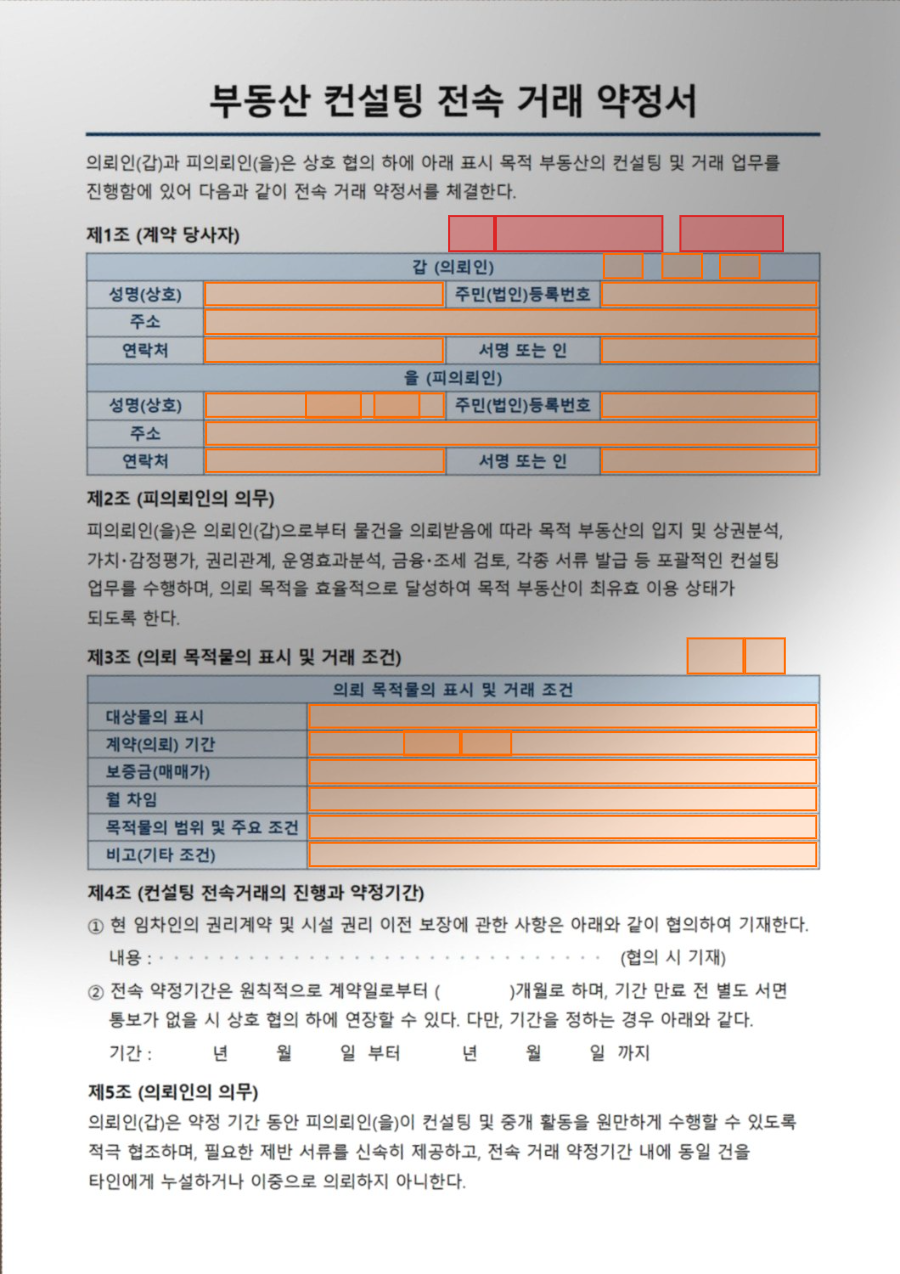 부동산 컨설팅 전속 거래 약정서
의뢰인(갑)과 피의뢰인(을)은 상호 협의 하에 아래 표시 목적 부동산의 컨설팅 및 거래 업무를
진행함에 있어 다음과 같이 전속 거래 약정서를 체결한다.
제1조 (계약 당사자)
갑 (의뢰인)
성명(상호) 주민(법인)등록번호
주소
연락처 서명 또는 인
을 (피의뢰인)
성명(상호) 주민(법인)등록번호
주소
연락처 서명 또는 인
제2조 (피의뢰인의 의무)
피의뢰인(을)은 의뢰인(갑)으로부터 물건을 의뢰받음에 따라 목적 부동산의 입지 및 상권분석,
가치·감정평가, 권리관계, 운영효과분석, 금융·조세 검토, 각종 서류 발급 등 포괄적인 컨설팅
업무를 수행하며, 의뢰 목적을 효율적으로 달성하여 목적 부동산이 최유효 이용 상태가
되도록 한다.
제3조 (의뢰 목적물의 표시 및 거래 조건)
의뢰 목적물의 표시 및 거래 조건
대상물의 표시
계약(의뢰) 기간
보증금(매매가)
월 차임
목적물의 범위 및 주요 조건
비고(기타 조건)
제4조 (컨설팅 전속거래의 진행과 약정기간)
① 현 임차인의 권리계약 및 시설 권리 이전 보장에 관한 사항은 아래와 같이 협의하여 기재한다.
내용 : · · · · · · · · · · · · · · · · · · · · · · · · · · · · · · (협의 시 기재)
② 전속 약정기간은 원칙적으로 계약일로부터 ( )개월로 하며, 기간 만료 전 별도 서면
통보가 없을 시 상호 협의 하에 연장할 수 있다. 다만, 기간을 정하는 경우 아래와 같다.
기간 : 년 월 일 부터 년 월 일 까지
제5조 (의뢰인의 의무)
의뢰인(갑)은 약정 기간 동안 피의뢰인(을)이 컨설팅 및 중개 활동을 원만하게 수행할 수 있도록
적극 협조하며, 필요한 제반 서류를 신속히 제공하고, 전속 거래 약정기간 내에 동일 건을
타인에게 누설하거나 이중으로 의뢰하지 아니한다.